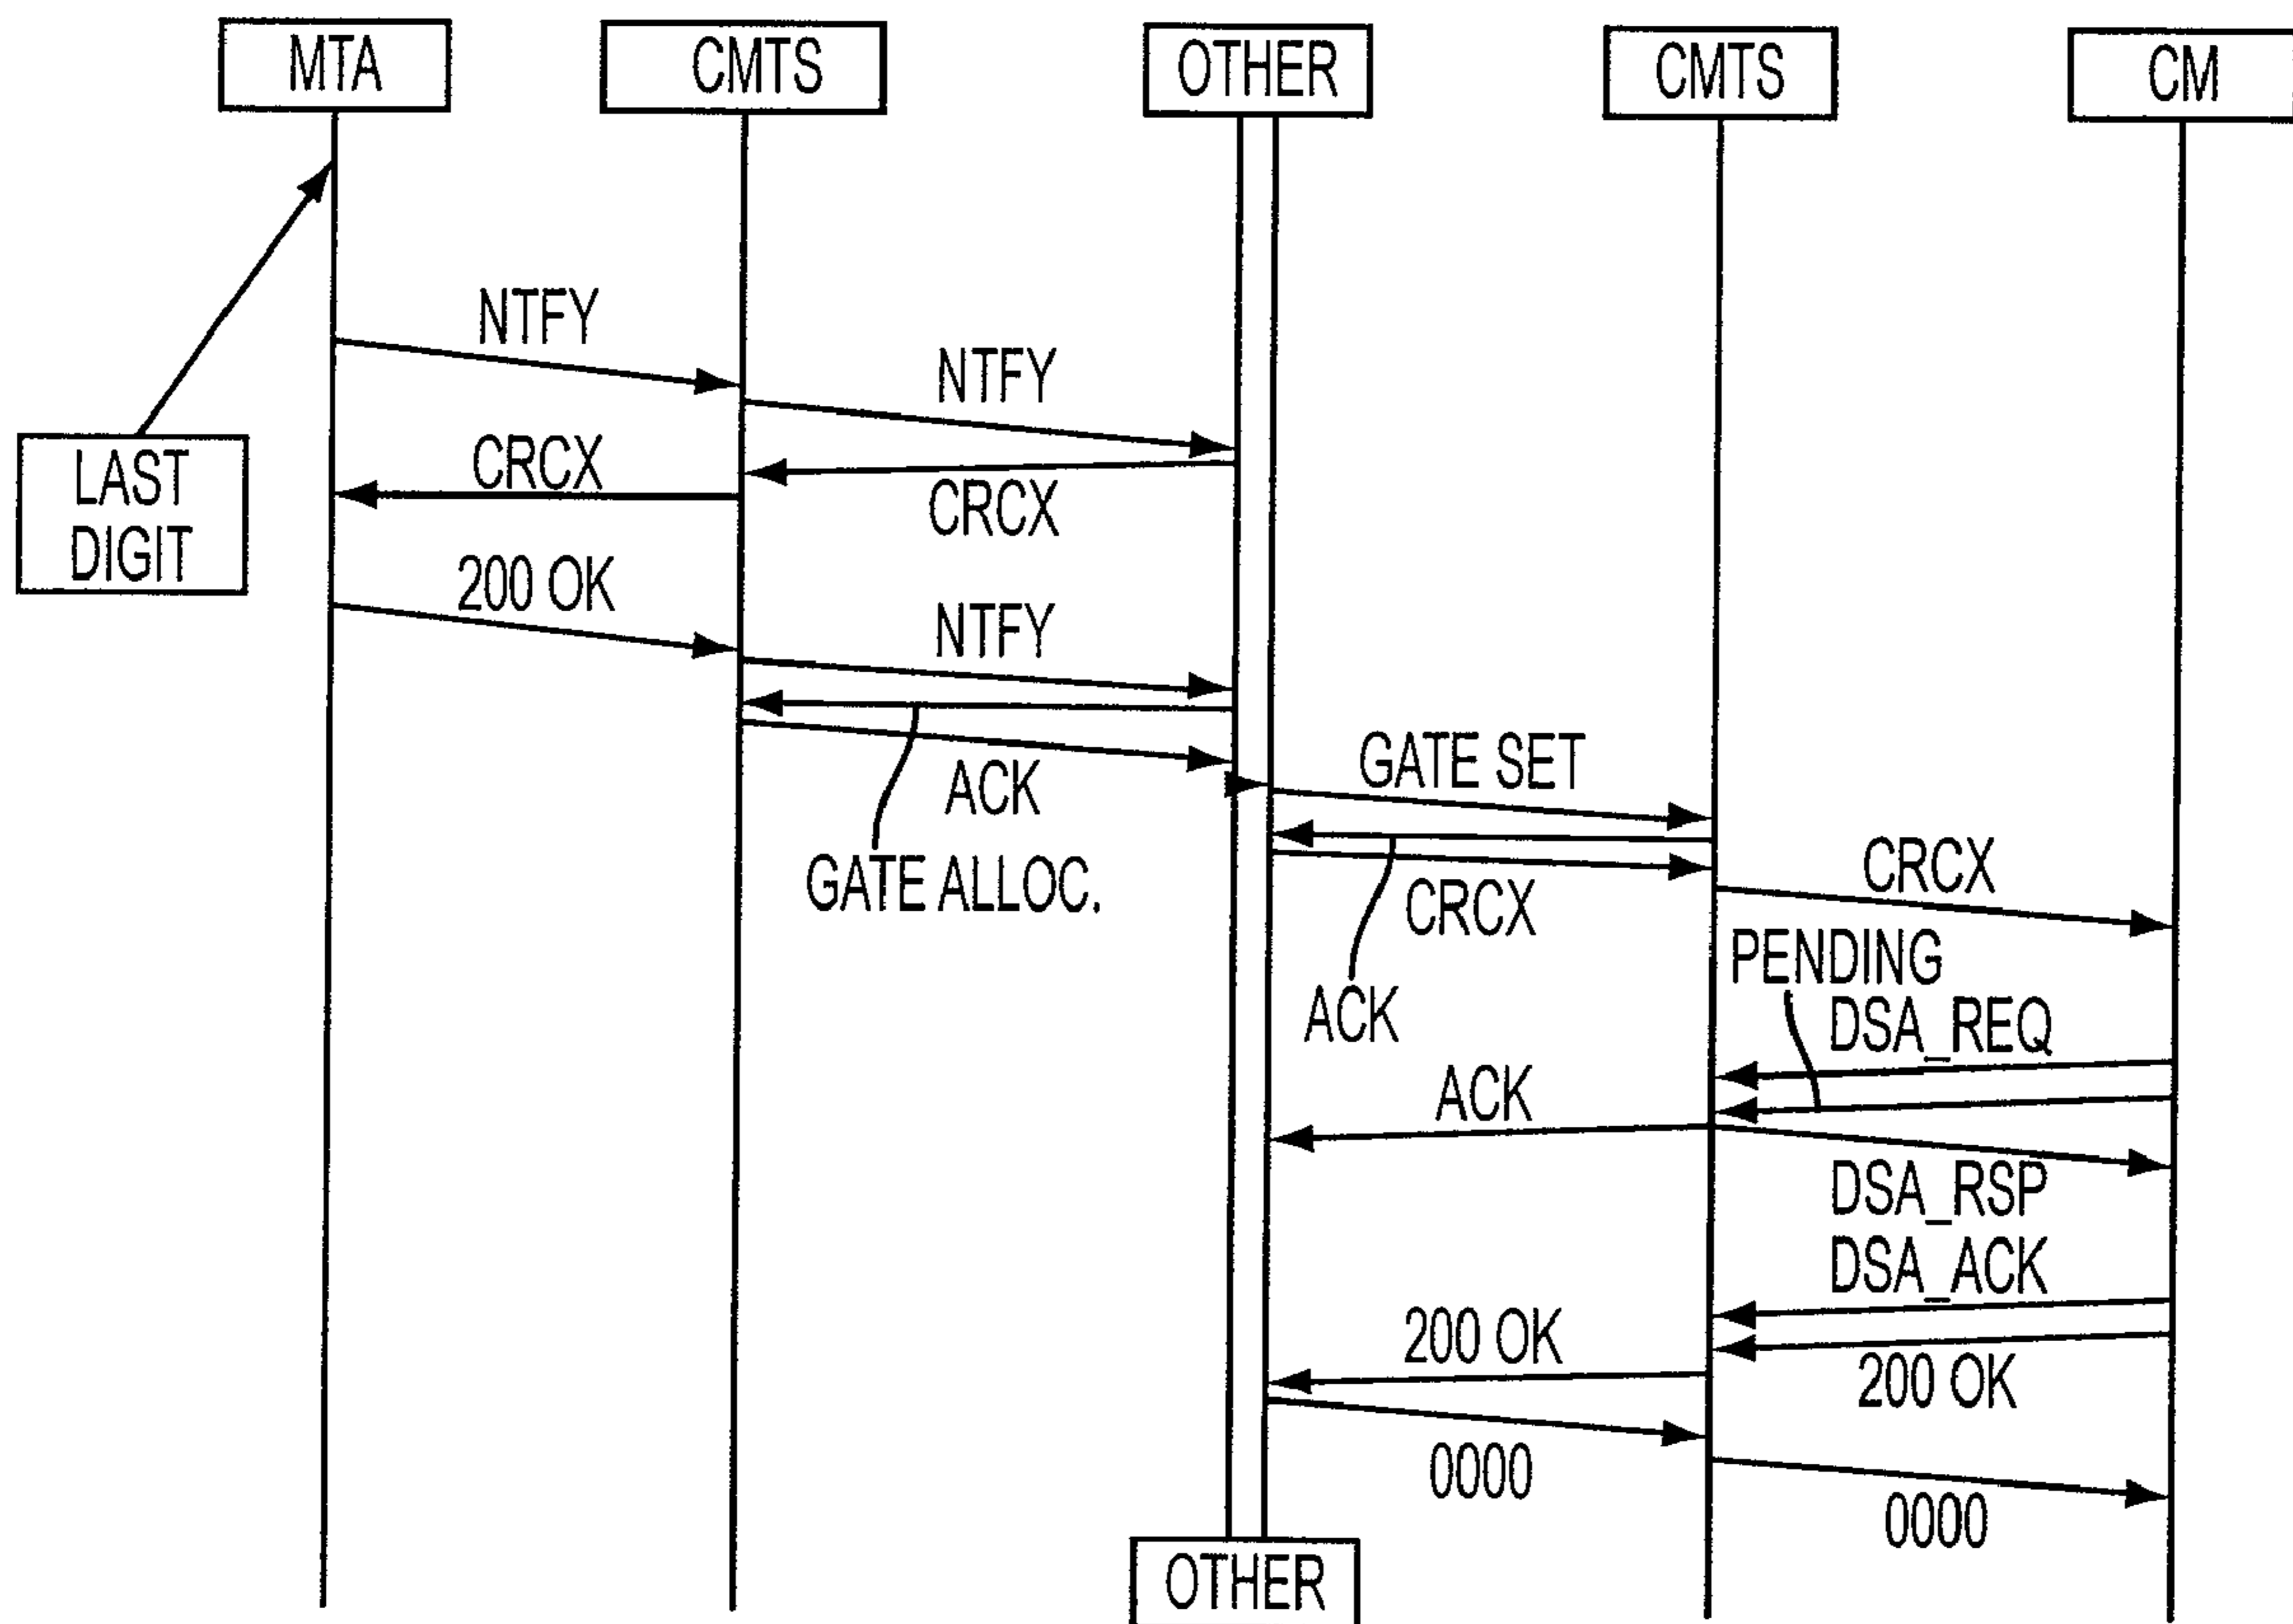 MTA
CMTS
OTHER
CMTS
CM
NTFY
NTFY
LAST
DIGIT
CRCX
CRCX
200 OK
NTFY
ACK
GATE ALLOC.
GATE SET
CRCX
CRCX
ACK
PENDING
DSA_REQ
ACK
DSA_RSP
DSA_ACK
200 OK
200 OK
0000
0000
OTHER